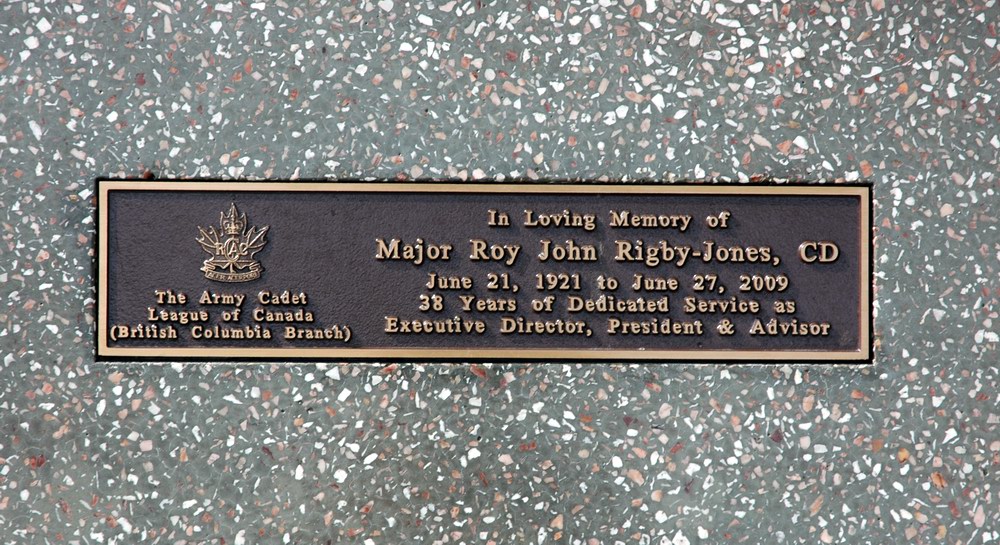 The Army Cadet
League of Canada
(British Columbia Branch)
In Loving Memory of
Major Roy John Rigby-Jones, CD
June 21, 1921 to June 27, 2009
38 Years of Dedicated Service as
Executive Director, President & Advisor